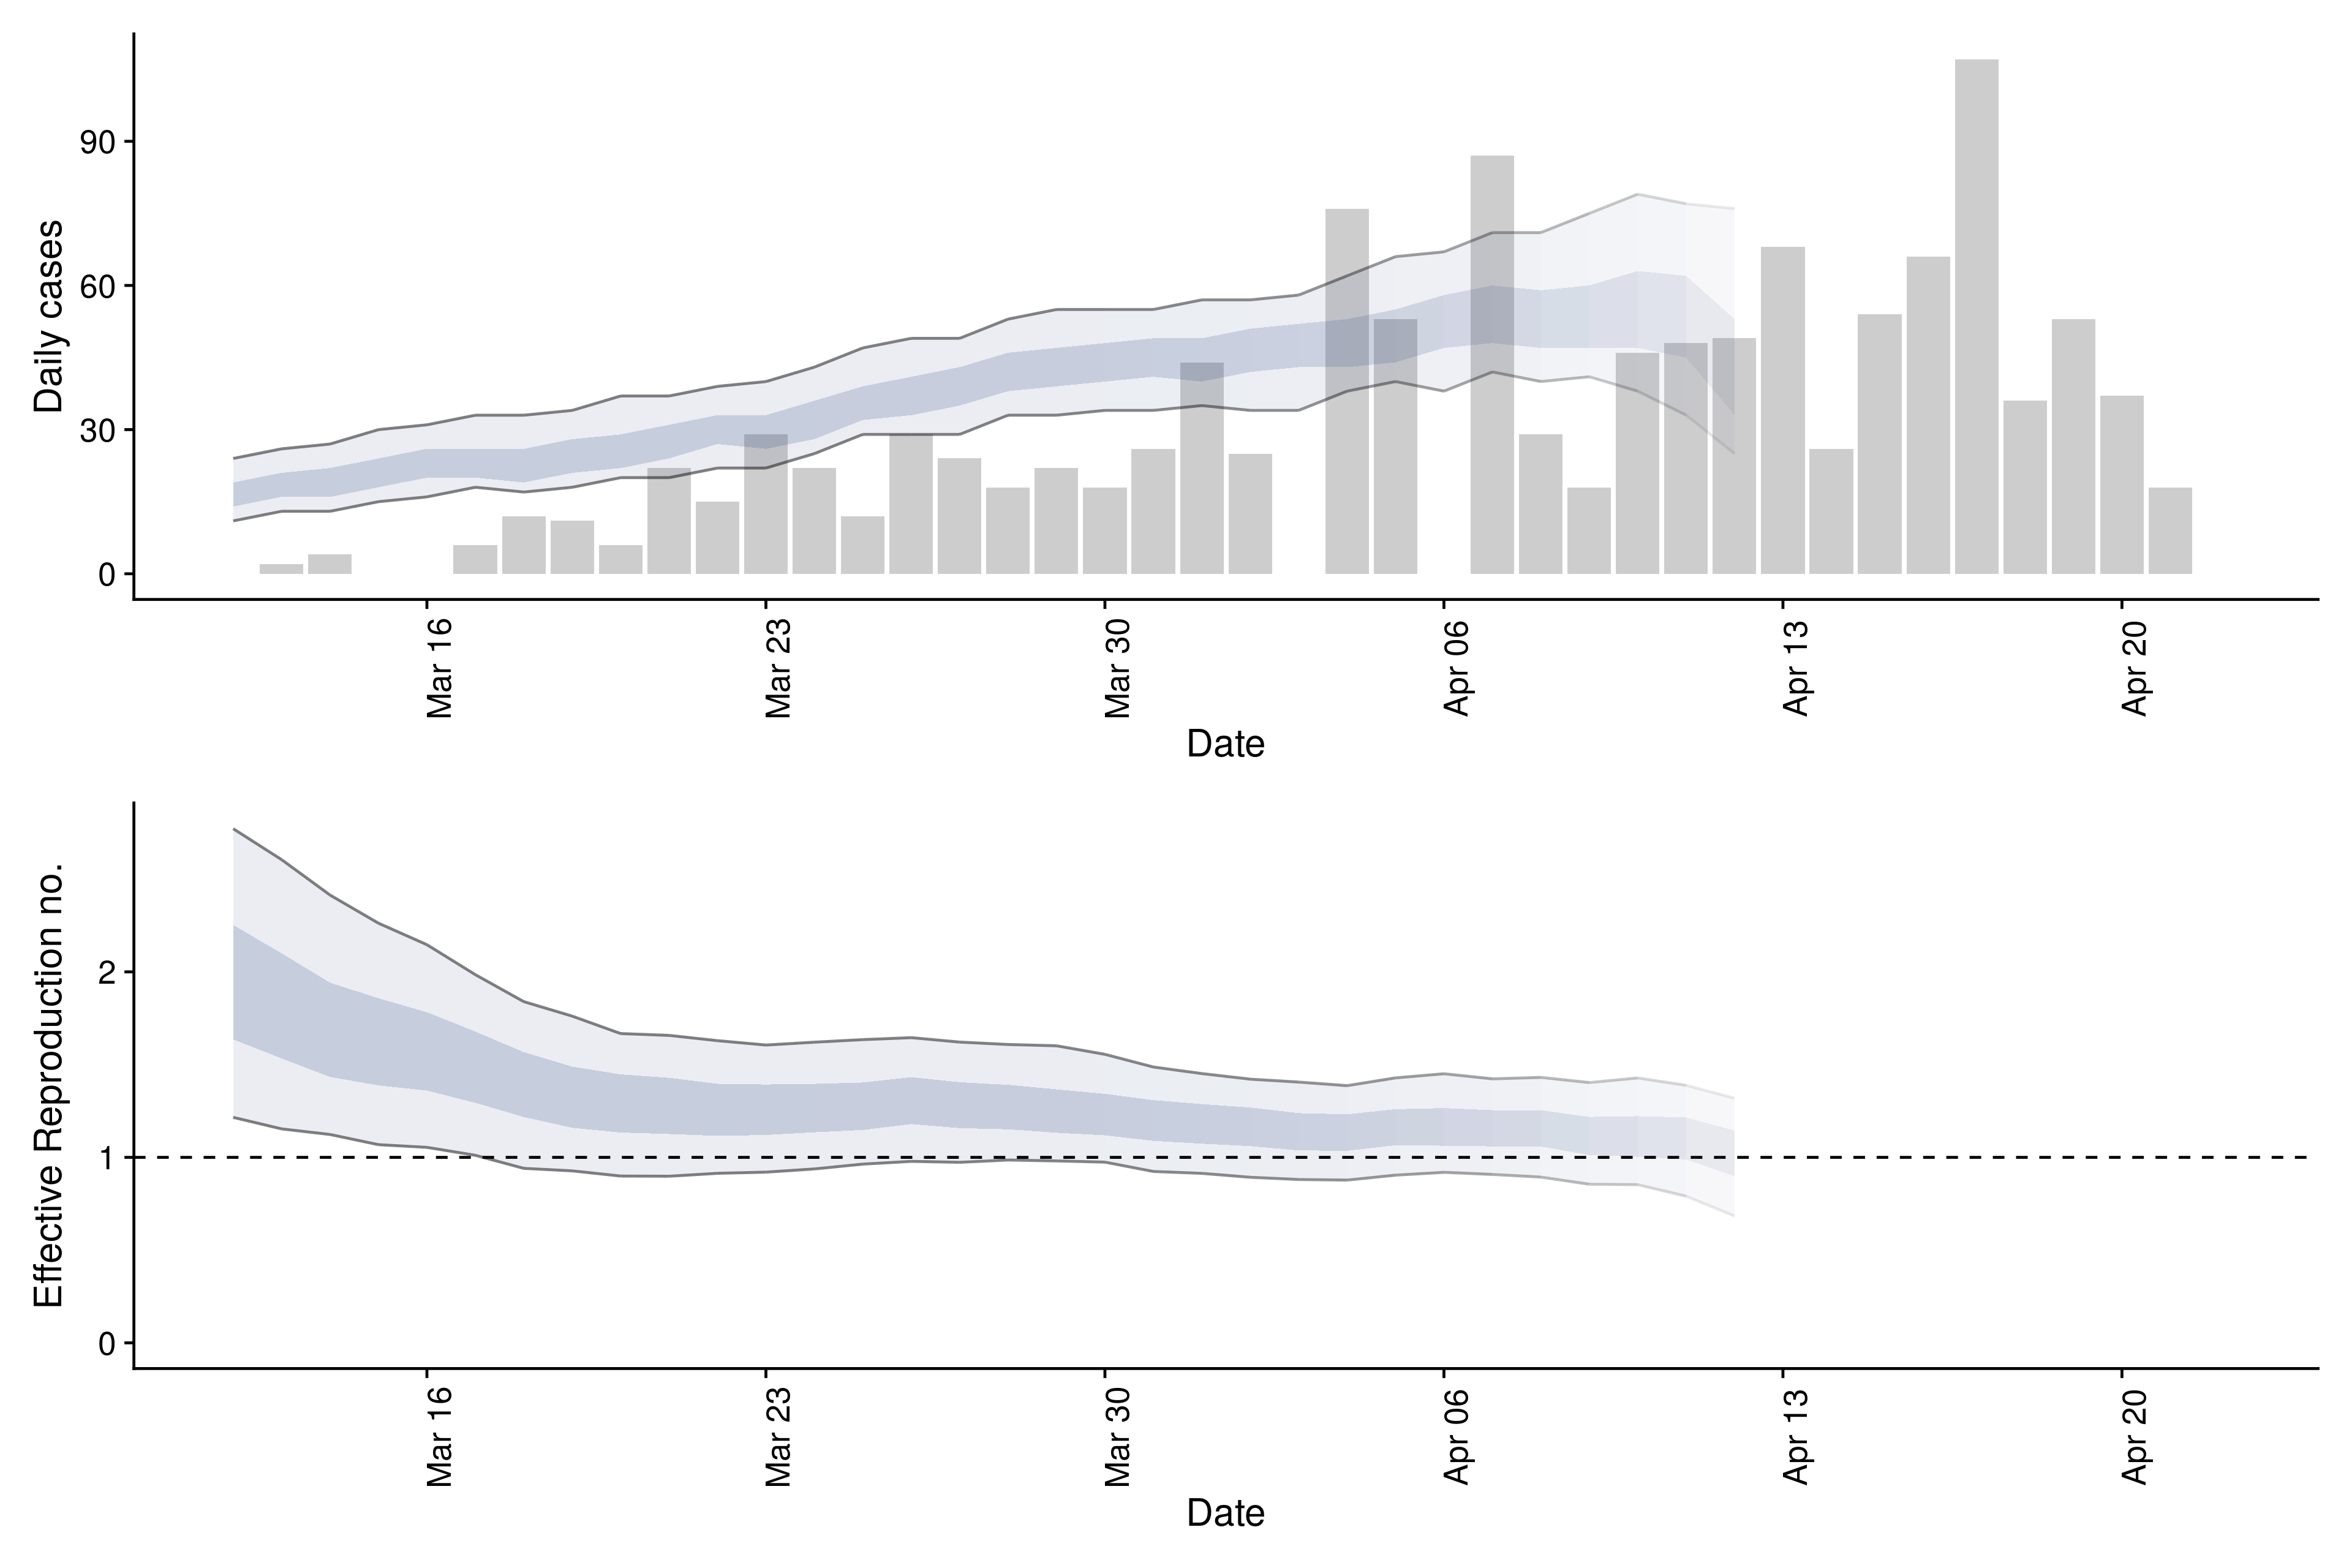 Daily cases
90
60
30
0
Mar 16
Mar 23
Mar 30
Apr 06
Apr 13
Apr 20
Date
Effective Reproduction no.
2
1
0
Mar 16
Mar 23
Mar 30
Apr 06
Apr 13
Apr 20
Date